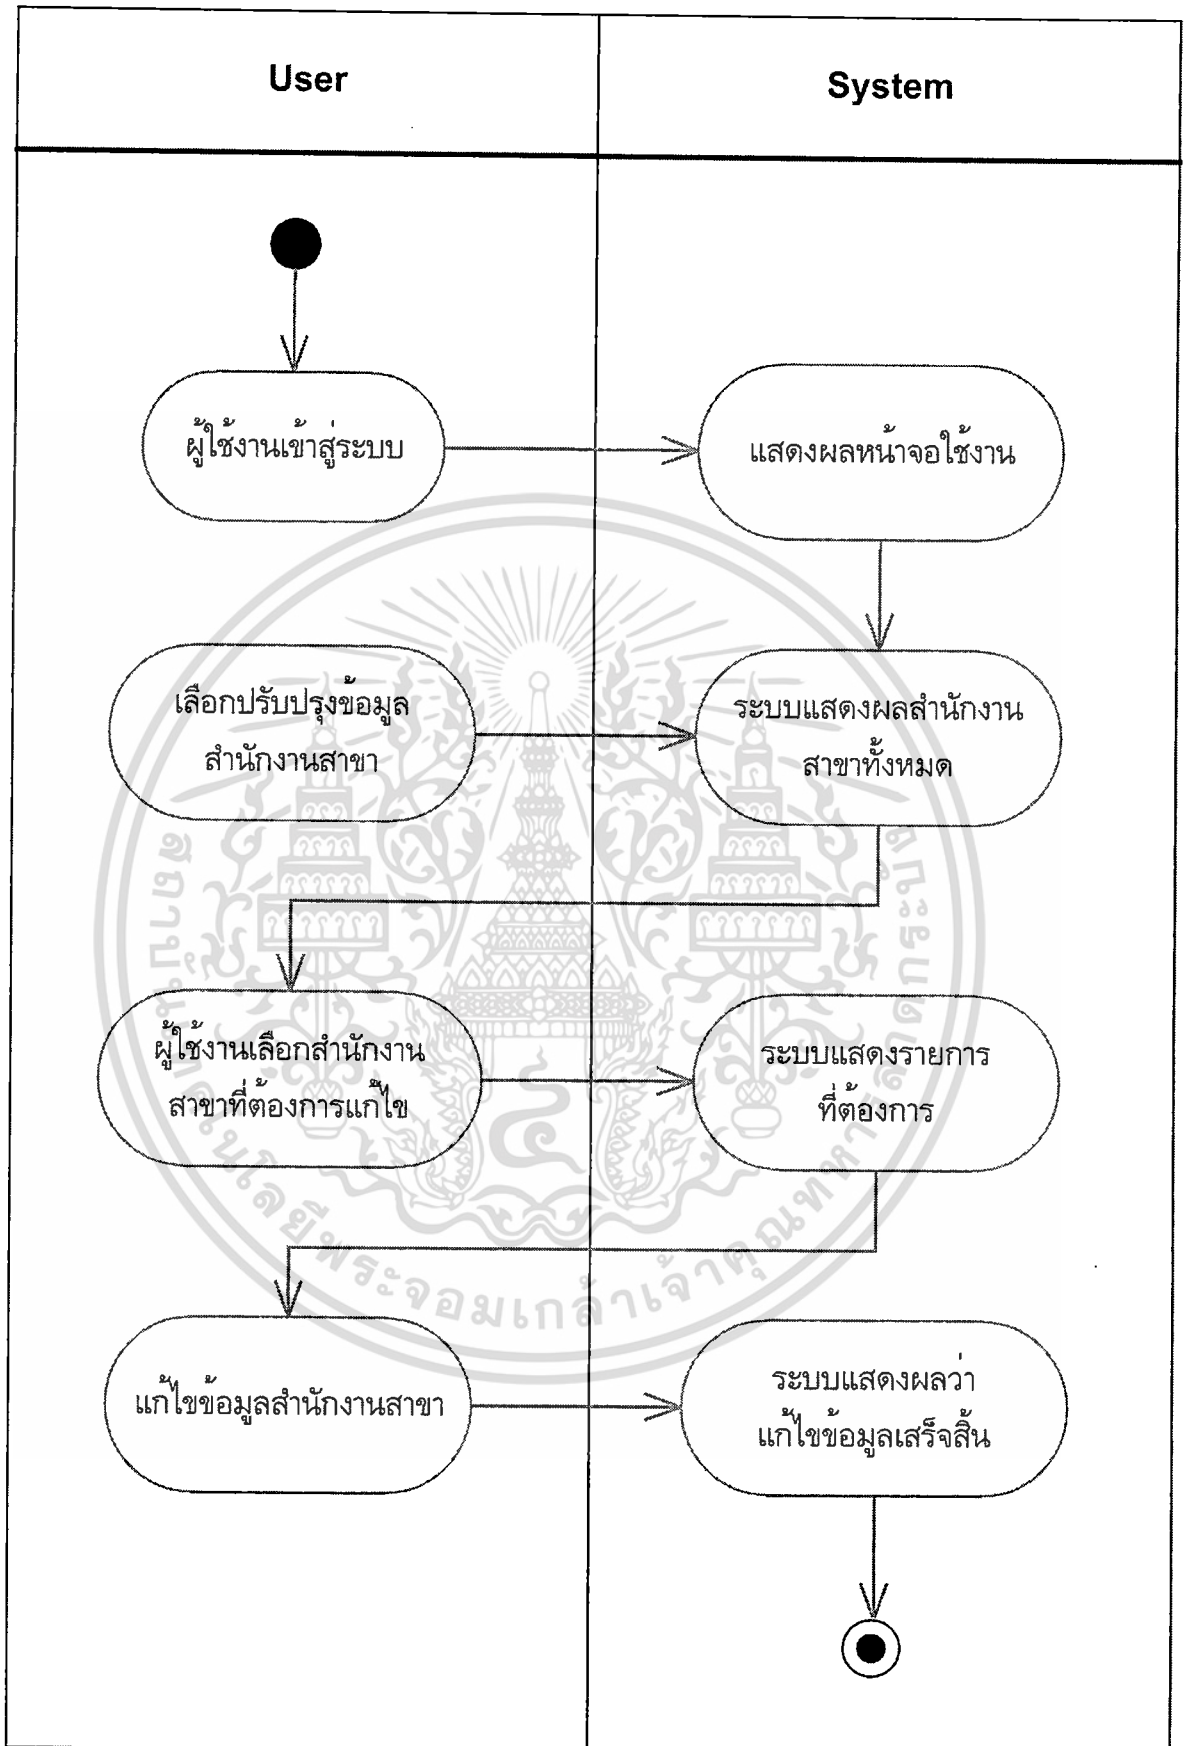 User
System
ผู้ใช้งานเข้าสู่ระบบ
แสดงผลหน้าจอใช้งาน
เลือกปรับปรุงข้อมูล
สำนักงานสาขา
ระบบแสดงผลสำนักงาน
สาขาทั้งหมด
ผู้ใช้งานเลือกสำนักงาน
สาขาที่ต้องการแก้ไข
ระบบแสดงรายการ
ที่ต้องการ
แก้ไขข้อมูลสำนักงานสาขา
ระบบแสดงผลว่า
แก้ไขข้อมูลเสร็จสิ้น